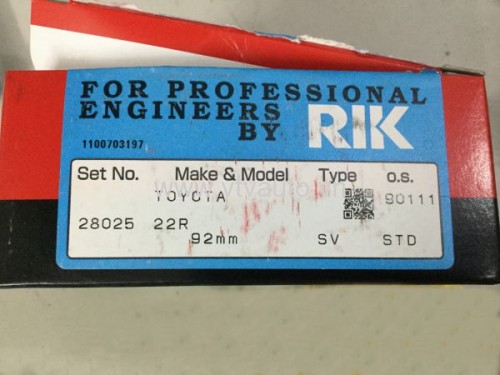 FOR PROFESSIONAL
ENGINEERS
BY RIK
1100703197
Set No. Make & Model Type O.S.
TOYOTA 90111
28025 22R
92mm SV STD